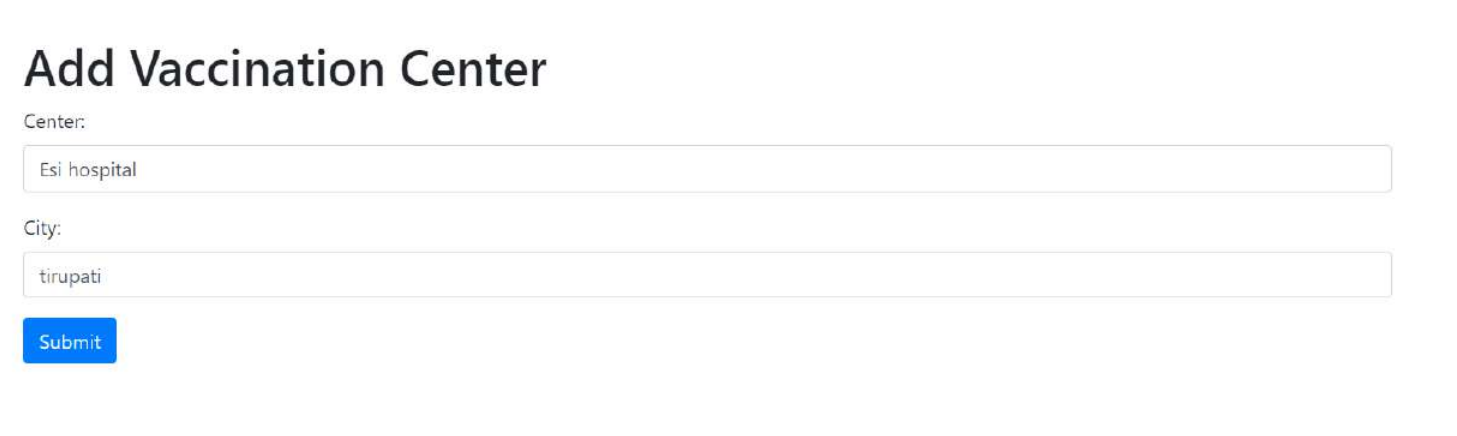 Add Vaccination Center
Center:
Esi hospital
City:
tirupati
Submit